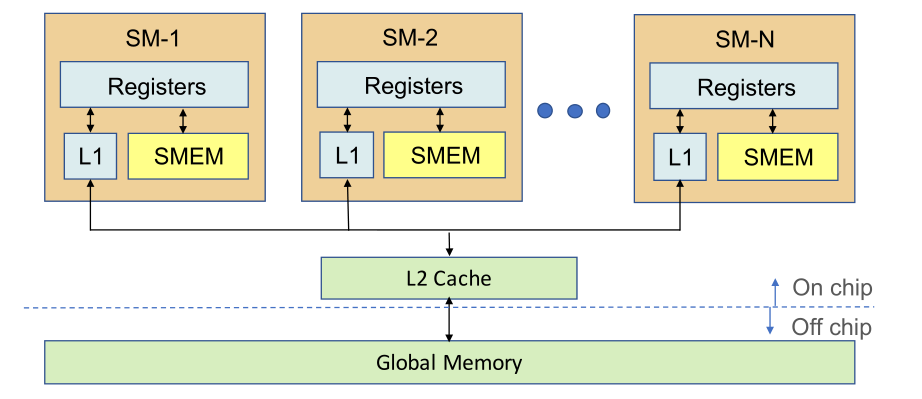 SM-1
SM-2
SM-N
Registers
Registers
Registers
L1
SMEM
L1
SMEM
L1
SMEM
L2 Cache
On chip
Off chip
Global Memory